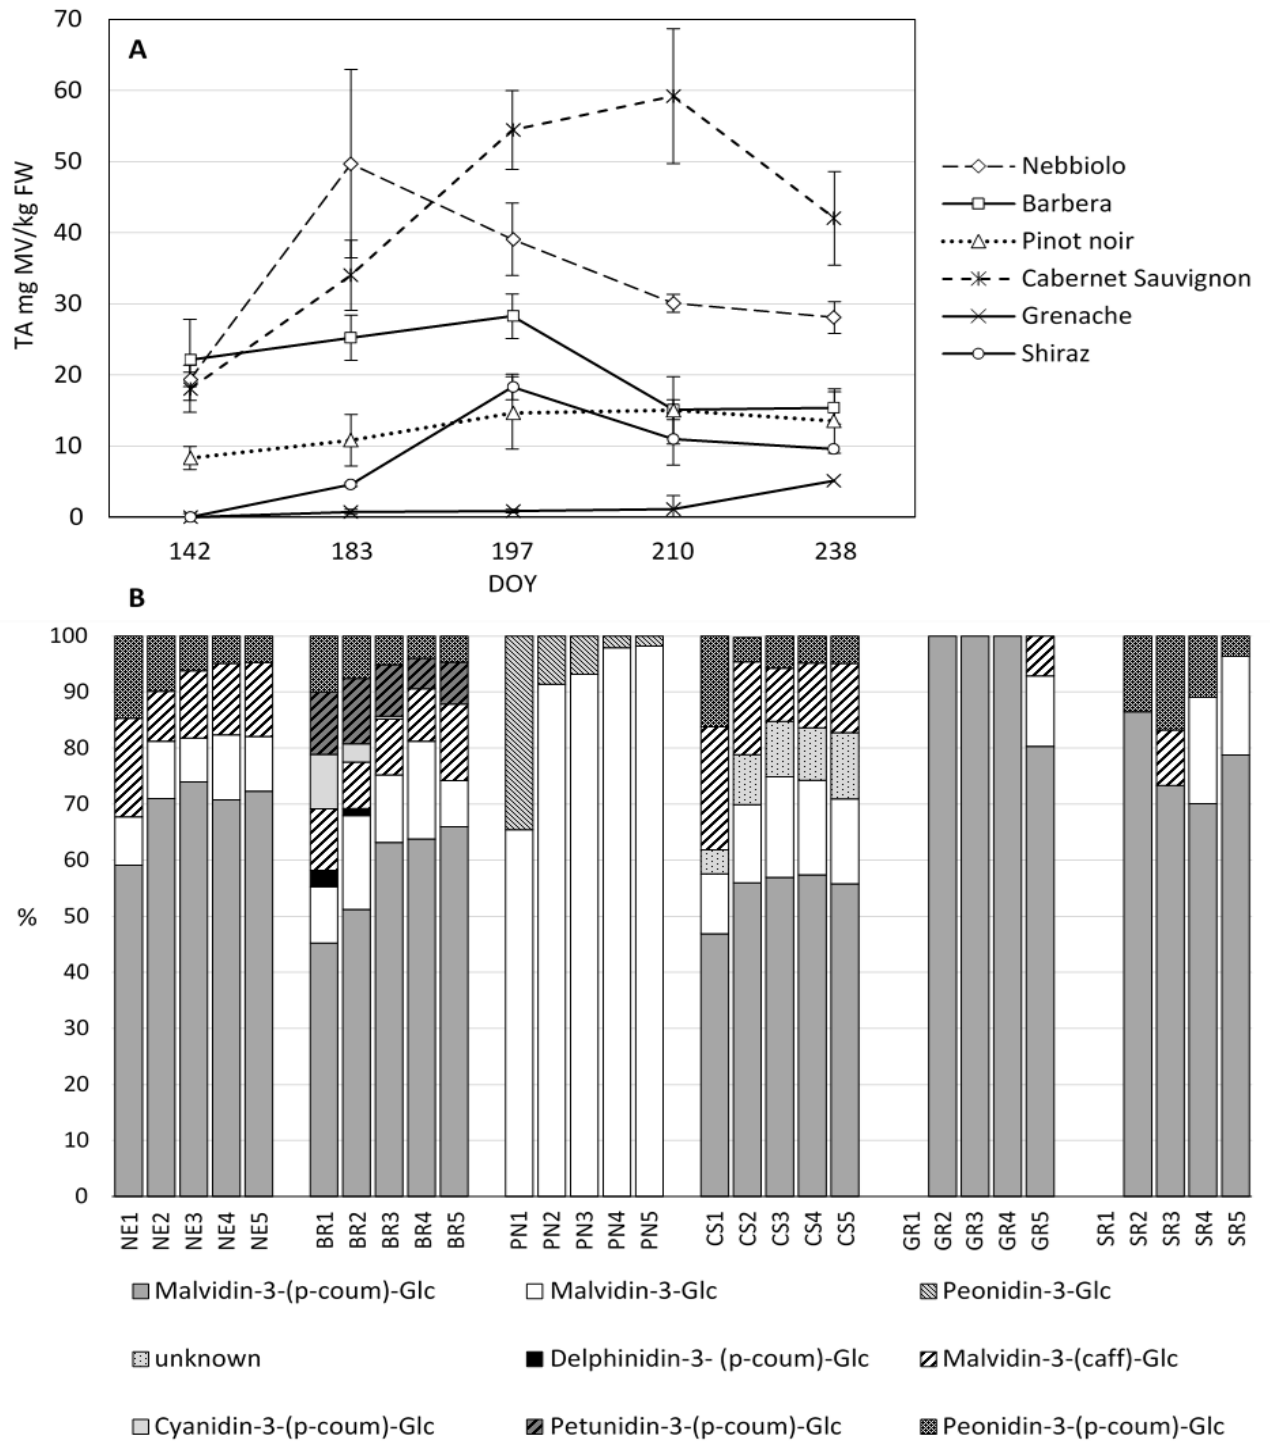 A
70
60
50
40
30
20
10
0
TA mg MV/kg FW
142 183 197 210 238
DOY
Nebbiolo
Barbera
Pinot noir
Cabernet Sauvignon
Grenache
Shiraz
B
100
90
80
70
60
50
40
30
20
10
0
%
NE1 NE2 NE3 NE4 NE5 BR1 BR2 BR3 BR4 BR5 PN1 PN2 PN3 PN4 PN5 CS1 CS2 CS3 CS4 CS5 GR1 GR2 GR3 GR4 GR5 SR1 SR2 SR3 SR4 SR5
Malvidin-3-(p-coum)-Glc Malvidin-3-Glc Peonidin-3-Glc
unknown Delphinidin-3- (p-coum)-Glc Malvidin-3-(caff)-Glc
Cyanidin-3-(p-coum)-Glc Petunidin-3-(p-coum)-Glc Peonidin-3-(p-coum)-Glc